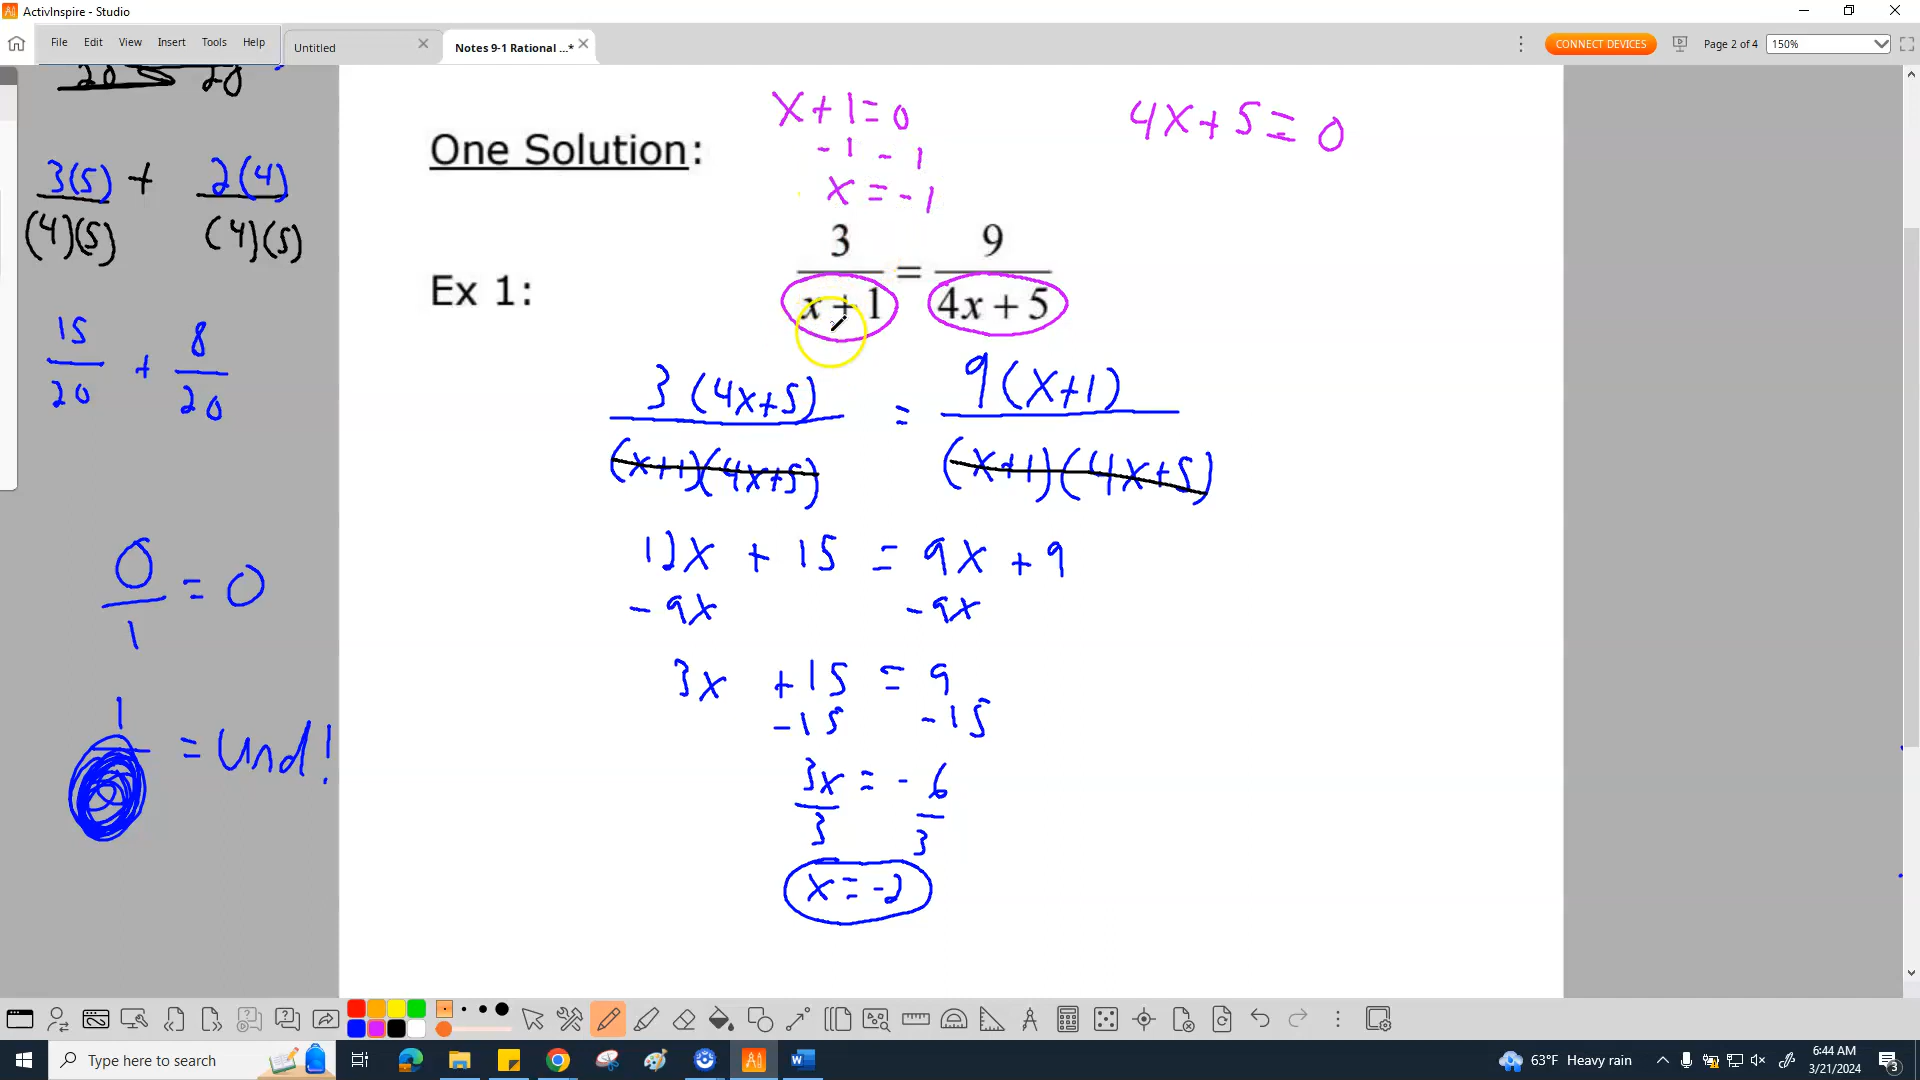 ActivInspire - Studio
File Edit View Insert Tools Help
Untitled
Notes 9-1 Rational ...*
CONNECT DEVICES
Page 2 of 4
150%
20 20
3(5) + 2(4)
(4)(5) (4)(5)
15 + 8
20 20
0 = 0
1
1 = Und!
0
x+1=0
-1 -1
x=-1
4x+5=0
One Solution:
Ex 1:
3 = 9
x+1 4x+5
3(4x+5) = 9(x+1)
(x+1)(4x+5) (x+1)(4x+5)
12x + 15 = 9x + 9
-9x -9x
3x +15 = 9
-15 -15
3x = -6
3 3
x=-2
Type here to search
63°F Heavy rain
6:44 AM
3/21/2024
3